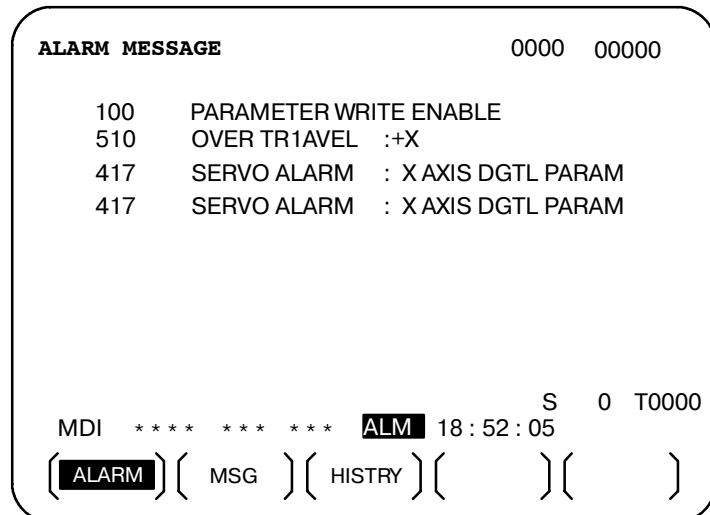 ALARM MESSAGE 0000 00000
100 PARAMETER WRITE ENABLE
510 OVER TR1AVEL :+X
417 SERVO ALARM : X AXIS DGTL PARAM
417 SERVO ALARM : X AXIS DGTL PARAM
S 0 T0000
MDI **** *** *** ALM 18 : 52 : 05
[ ALARM ] [ MSG ] [ HISTRY ] [ ] [ ]